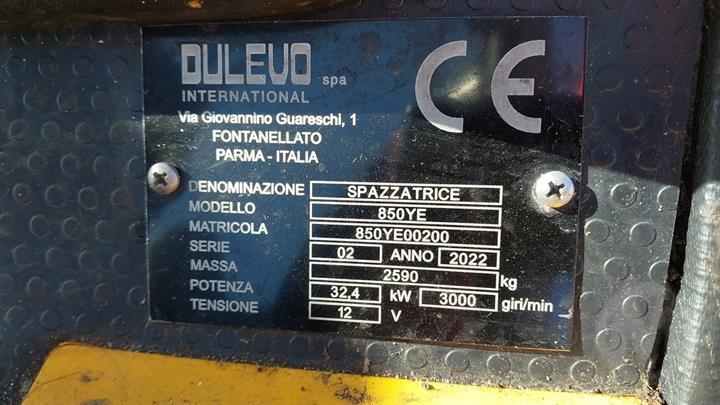 DULEVO spa
INTERNATIONAL
CE
Via Giovannino Guareschi, 1
FONTANELLATO
PARMA - ITALIA
DENOMINAZIONE SPAZZATRICE
MODELLO 850YE
MATRICOLA 850YE00200
SERIE 02 ANNO 2022
MASSA 2590 kg
POTENZA 32,4 kW 3000 giri/min
TENSIONE 12 V